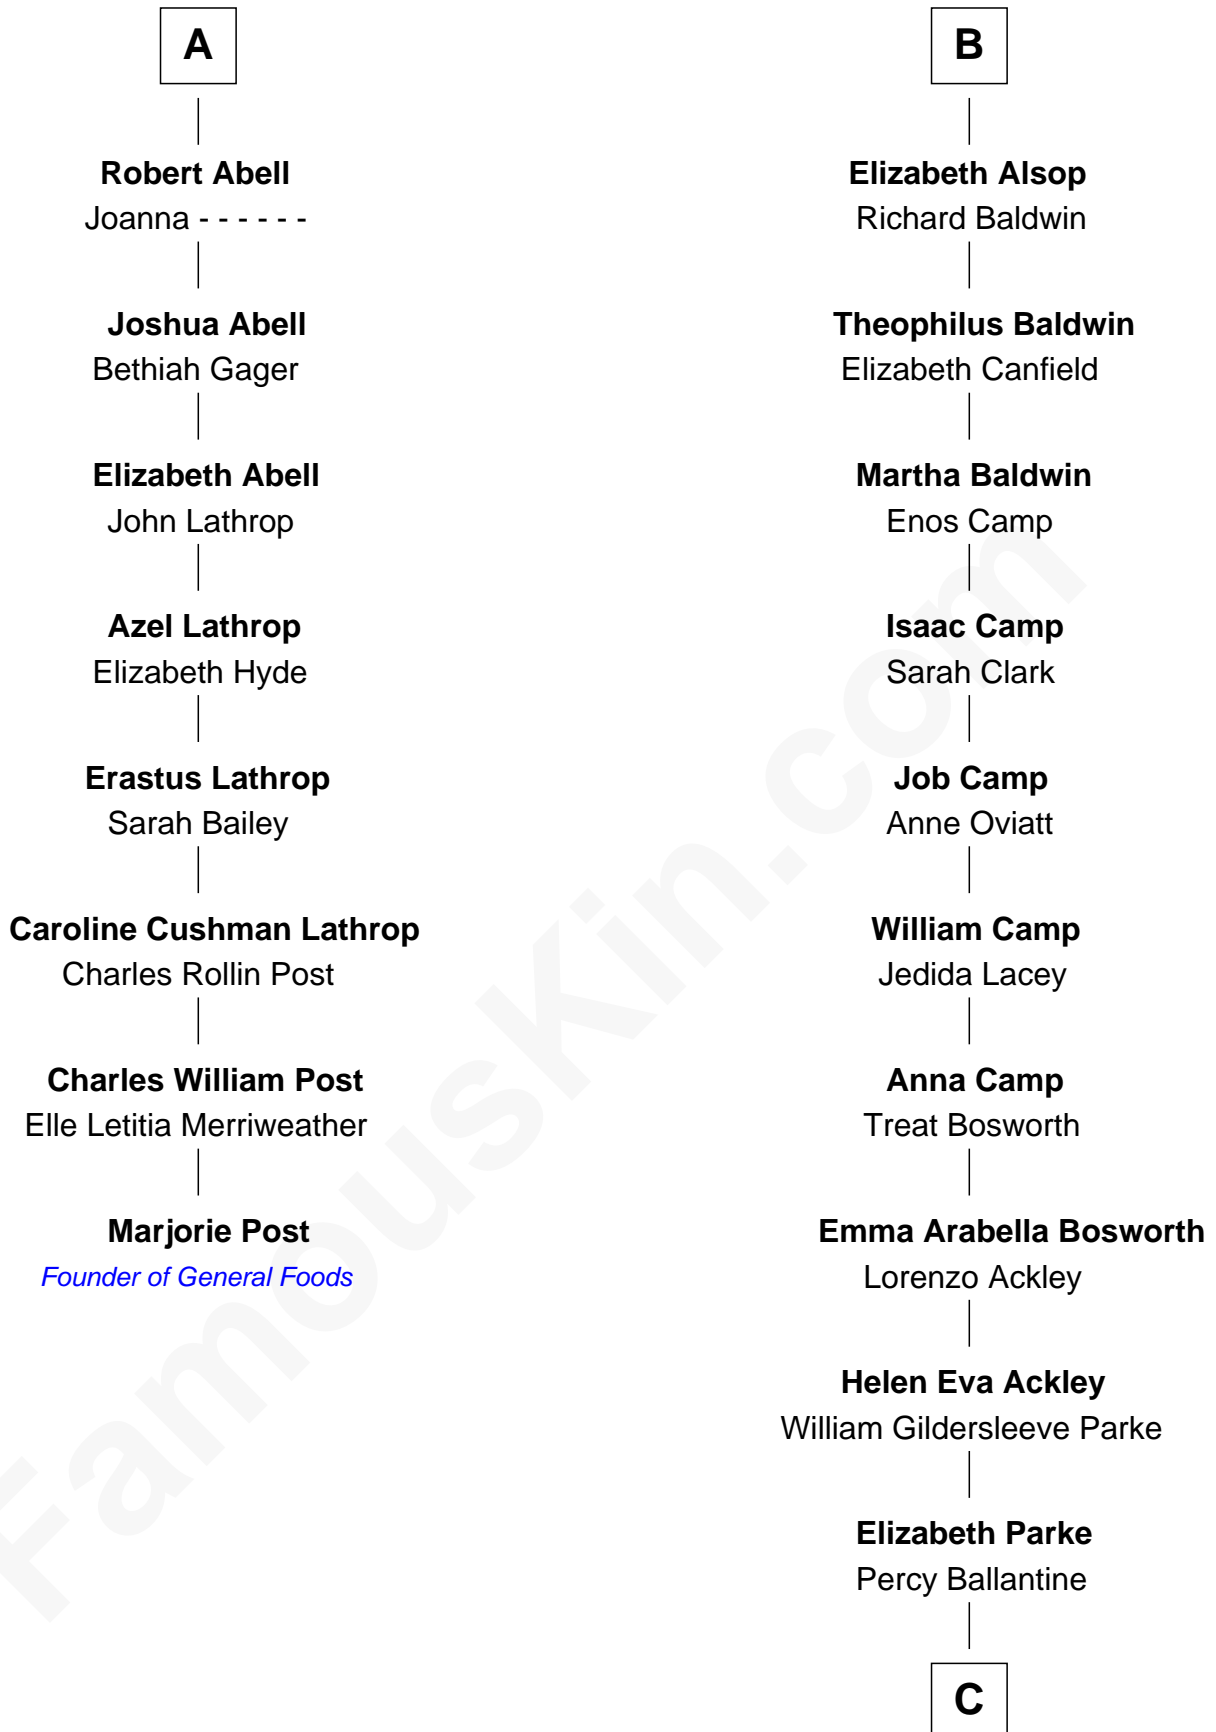 A
Robert Abell
Joanna - - - - - -
Joshua Abell
Bethiah Gager
Elizabeth Abell
John Lathrop
Azel Lathrop
Elizabeth Hyde
Erastus Lathrop
Sarah Bailey
Caroline Cushman Lathrop
Charles Rollin Post
Charles William Post
Elle Letitia Merriweather
Marjorie Post
Founder of General Foods
B
Elizabeth Alsop
Richard Baldwin
Theophilus Baldwin
Elizabeth Canfield
Martha Baldwin
Enos Camp
Isaac Camp
Sarah Clark
Job Camp
Anne Oviatt
William Camp
Jedida Lacey
Anna Camp
Treat Bosworth
Emma Arabella Bosworth
Lorenzo Ackley
Helen Eva Ackley
William Gildersleeve Parke
Elizabeth Parke
Percy Ballantine
C
FamousKin.com